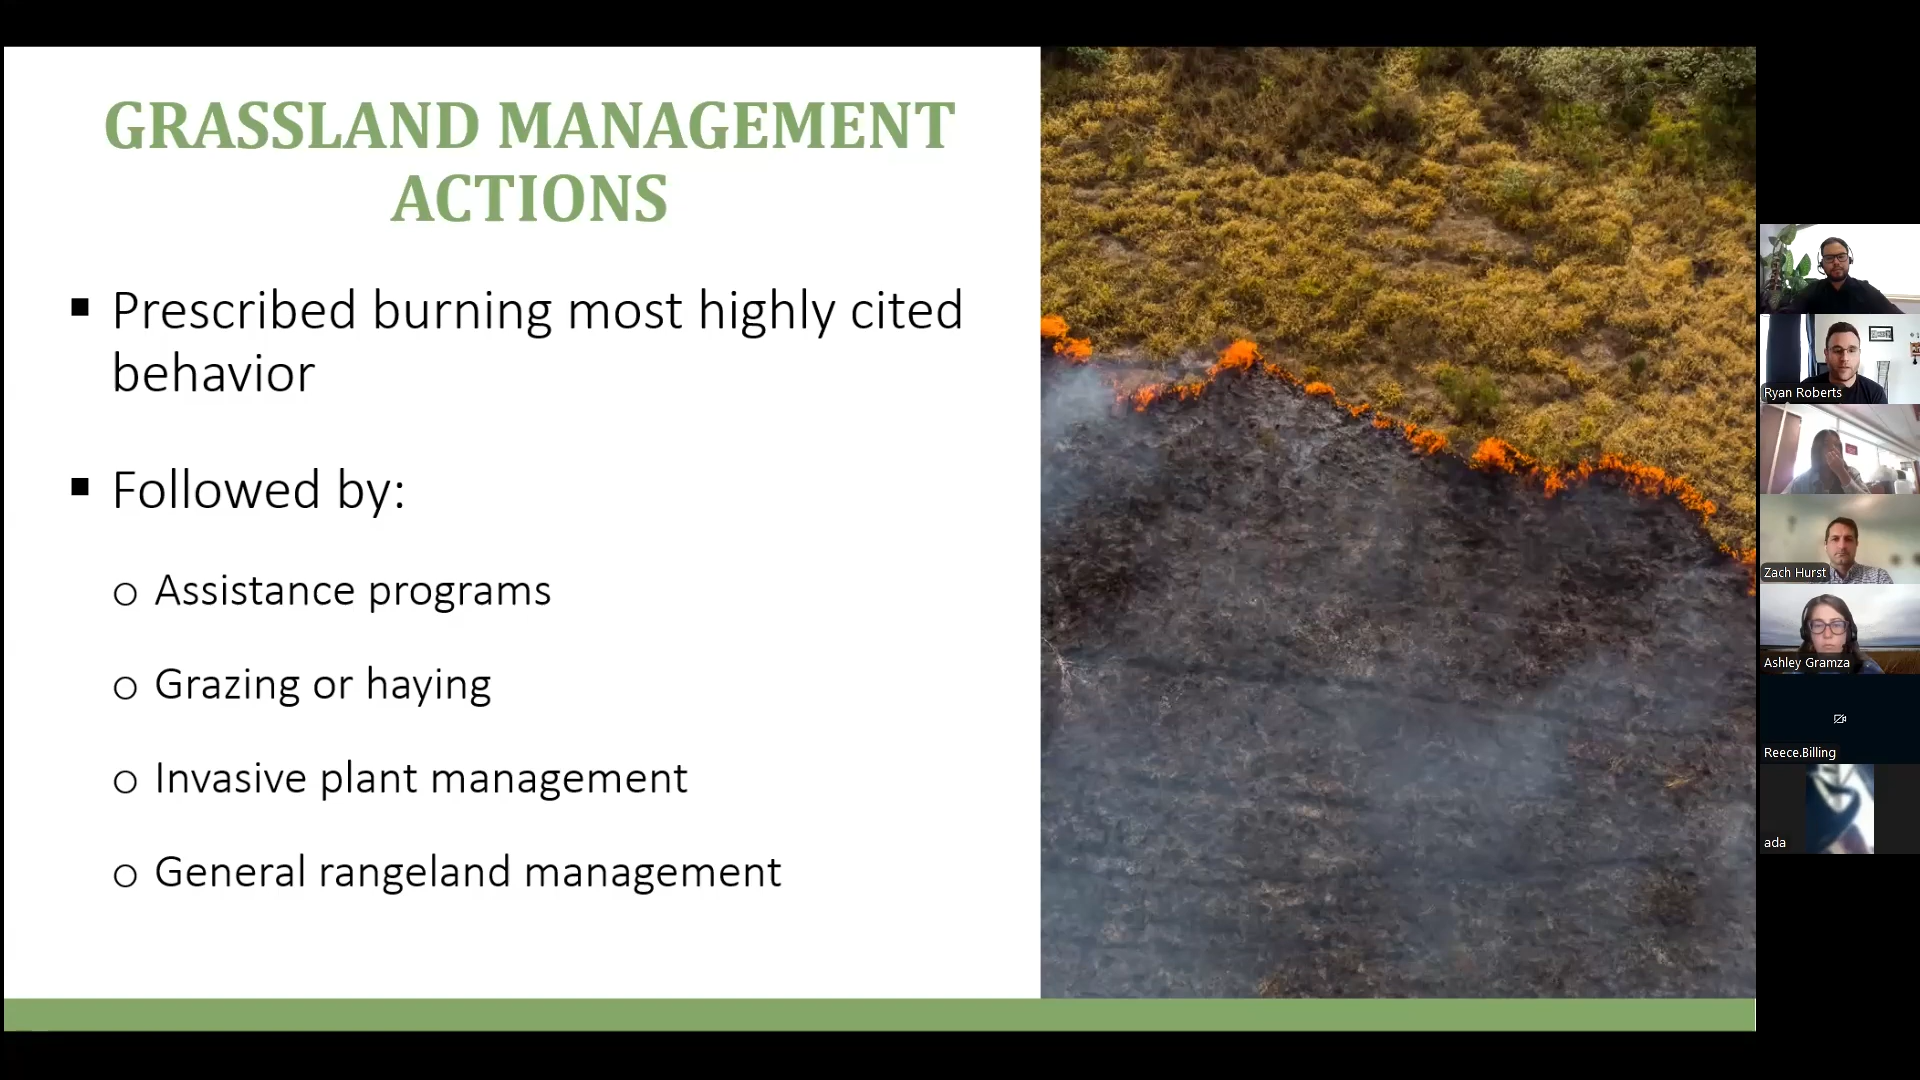 GRASSLAND MANAGEMENT
ACTIONS
▪ Prescribed burning most highly cited
behavior
▪ Followed by:
o Assistance programs
o Grazing or haying
o Invasive plant management
o General rangeland management
Ryan Roberts
Zach Hurst
Ashley Gramza
Reece.Billing
ada